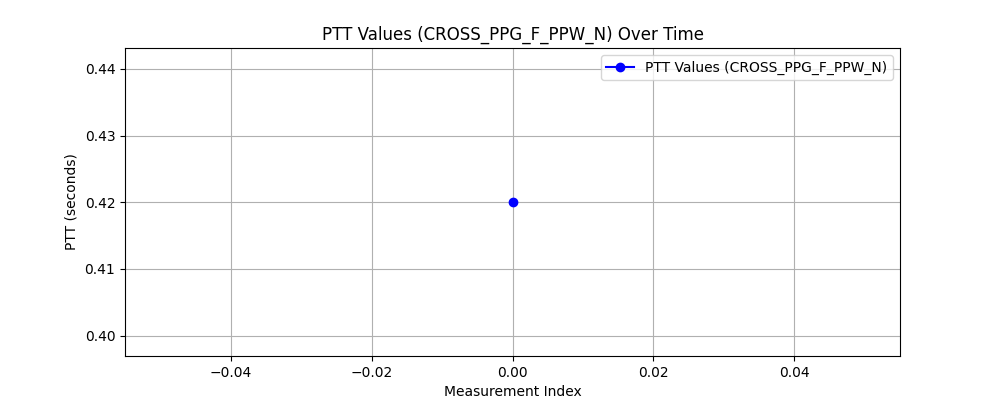 PTT Values (CROSS_PPG_F_PPW_N) Over Time
PTT Values (CROSS_PPG_F_PPW_N)
0.44
0.43
0.42
0.41
0.40
PTT (seconds)
−0.04
−0.02
0.00
0.02
0.04
Measurement Index